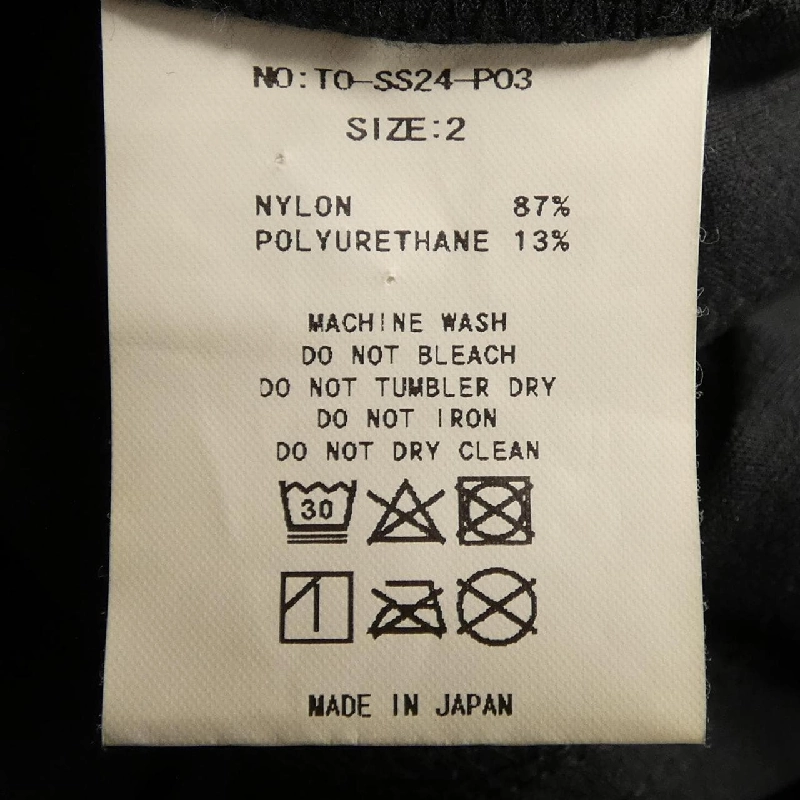 NO:TO-SS24-P03
SIZE:2
NYLON 87%
POLYURETHANE 13%
MACHINE WASH
DO NOT BLEACH
DO NOT TUMBLER DRY
DO NOT IRON
DO NOT DRY CLEAN
30
MADE IN JAPAN